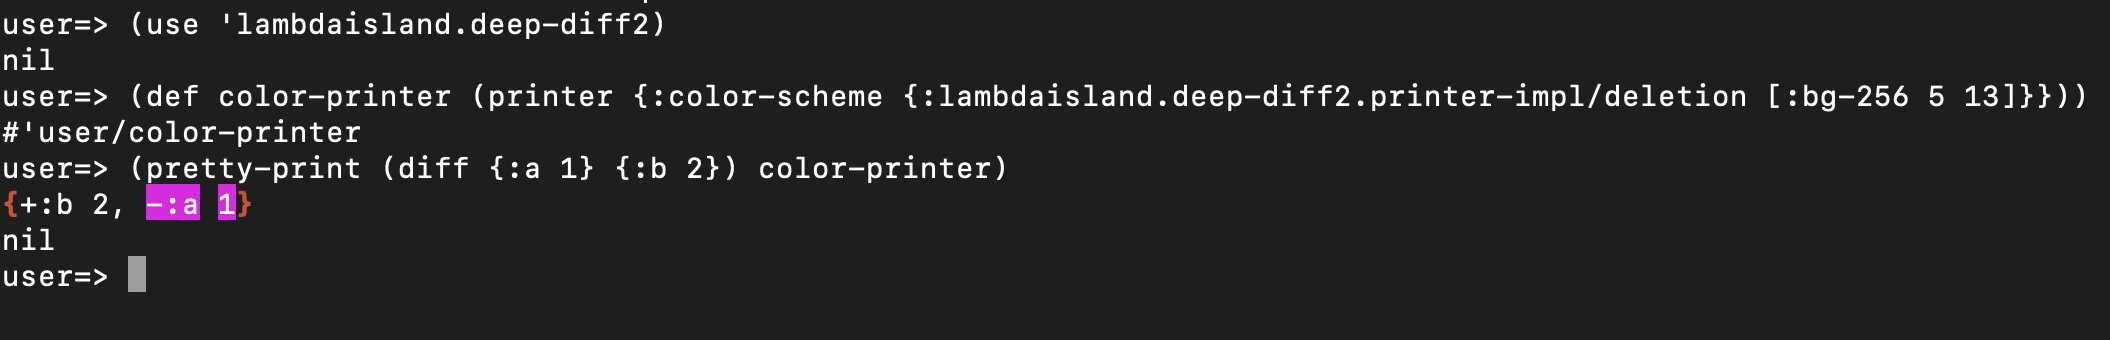 user=> (use 'lambdaisland.deep-diff2)
nil
user=> (def color-printer (printer {:color-scheme {:lambdaisland.deep-diff2.printer-impl/deletion [:bg-256 5 13]}}))
#'user/color-printer
user=> (pretty-print (diff {:a 1} {:b 2}) color-printer)
{+:b 2, -:a 1}
nil
user=>